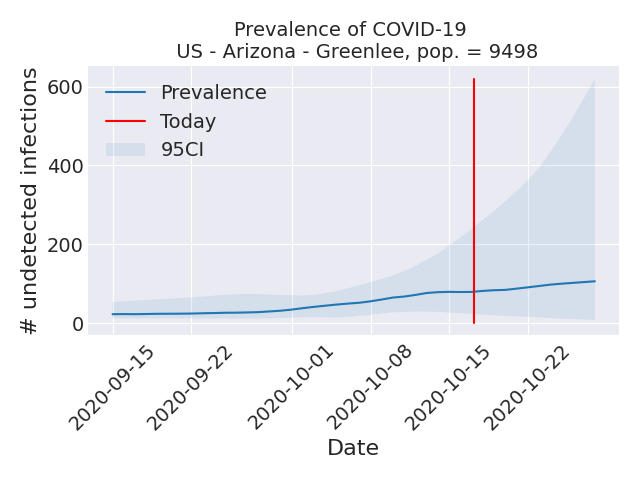 Prevalence of COVID-19
US - Arizona - Greenlee, pop. = 9498
# undetected infections
600
400
200
0
Prevalence
Today
95CI
2020-09-15
2020-09-22
2020-10-01
2020-10-08
2020-10-15
2020-10-22
Date